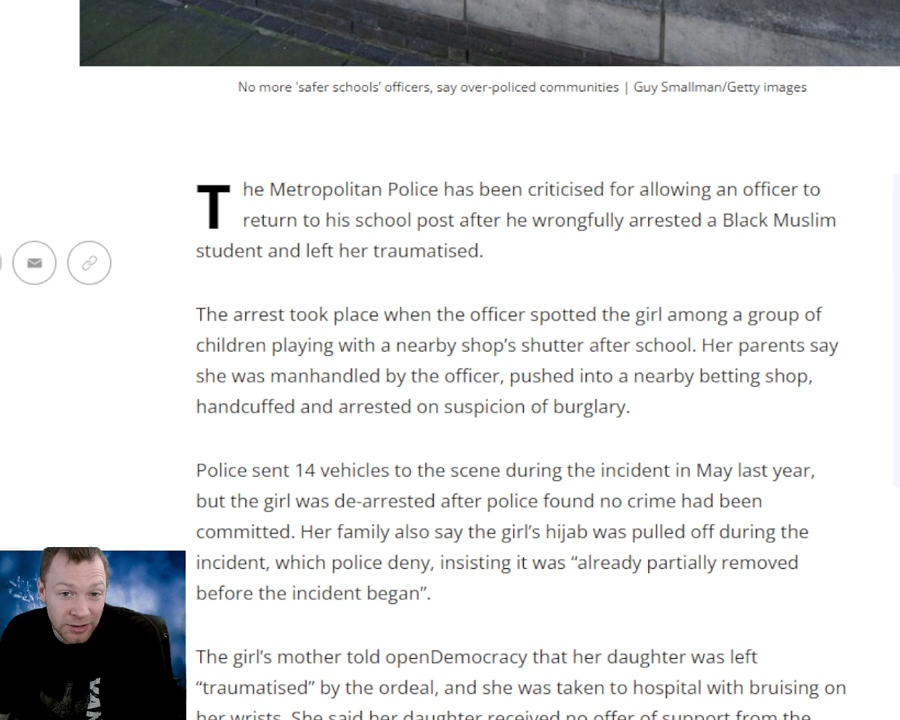 No more 'safer schools' officers, say over-policed communities | Guy Smallman/Getty images
The Metropolitan Police has been criticised for allowing an officer to
return to his school post after he wrongfully arrested a Black Muslim
student and left her traumatised.
The arrest took place when the officer spotted the girl among a group of
children playing with a nearby shop’s shutter after school. Her parents say
she was manhandled by the officer, pushed into a nearby betting shop,
handcuffed and arrested on suspicion of burglary.
Police sent 14 vehicles to the scene during the incident in May last year,
but the girl was de-arrested after police found no crime had been
committed. Her family also say the girl’s hijab was pulled off during the
incident, which police deny, insisting it was “already partially removed
before the incident began”.
The girl’s mother told openDemocracy that her daughter was left
“traumatised” by the ordeal, and she was taken to hospital with bruising on
her wrists. She said her daughter received no offer of support from the